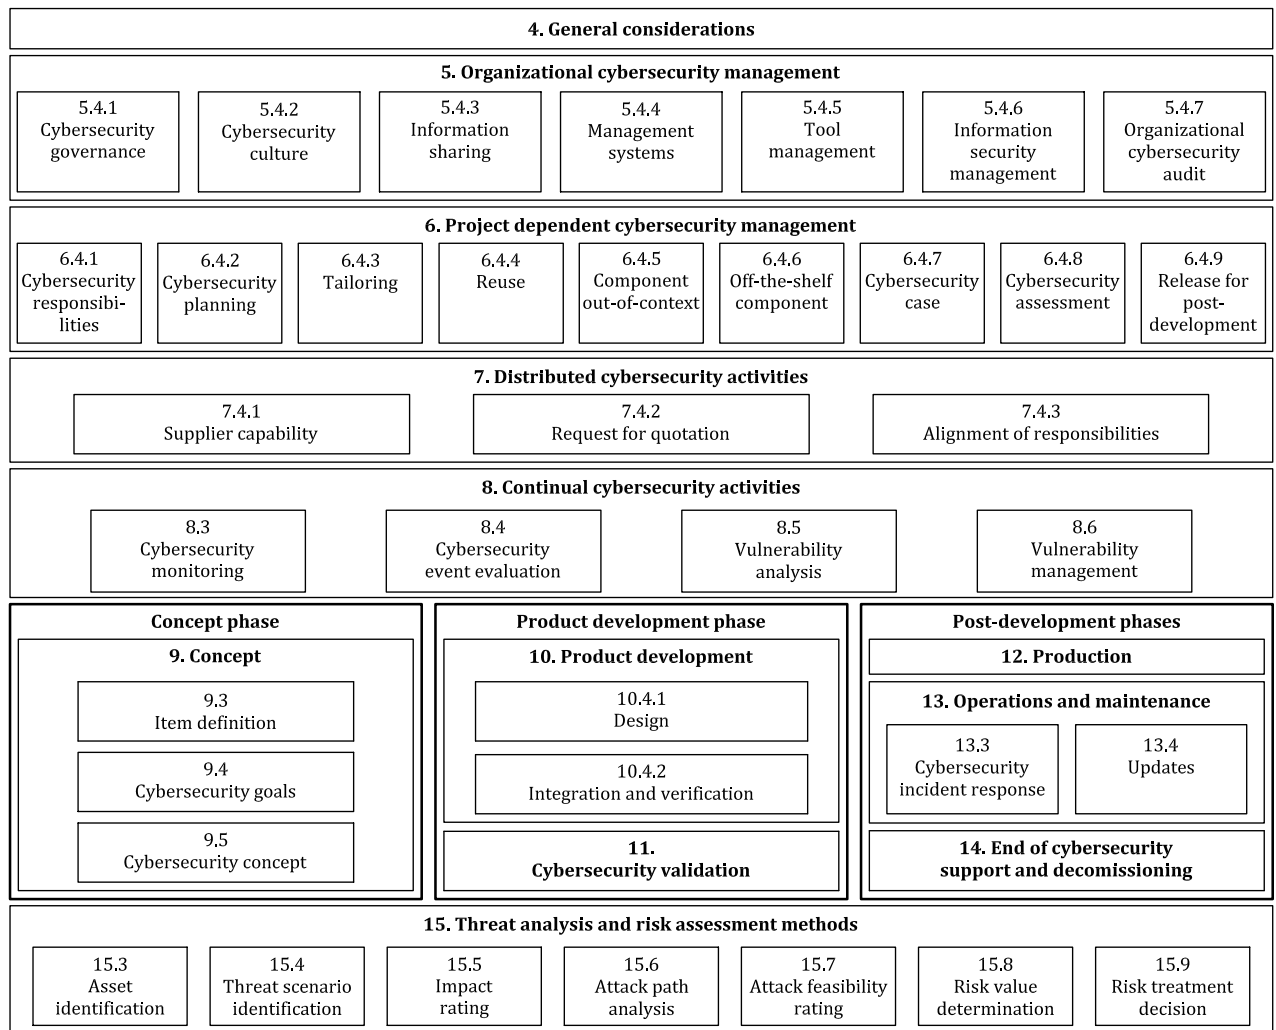 4. General considerations
5. Organizational cybersecurity management
5.4.1
Cybersecurity
governance
5.4.2
Cybersecurity
culture
5.4.3
Information
sharing
5.4.4
Management
systems
5.4.5
Tool
management
5.4.6
Information
security
management
5.4.7
Organizational
cybersecurity
audit
6. Project dependent cybersecurity management
6.4.1
Cybersecurity
responsibi-
lities
6.4.2
Cybersecurity
planning
6.4.3
Tailoring
6.4.4
Reuse
6.4.5
Component
out-of-context
6.4.6
Off-the-shelf
component
6.4.7
Cybersecurity
case
6.4.8
Cybersecurity
assessment
6.4.9
Release for
post-
development
7. Distributed cybersecurity activities
7.4.1
Supplier capability
7.4.2
Request for quotation
7.4.3
Alignment of responsibilities
8. Continual cybersecurity activities
8.3
Cybersecurity
monitoring
8.4
Cybersecurity
event evaluation
8.5
Vulnerability
analysis
8.6
Vulnerability
management
Concept phase
9. Concept
9.3
Item definition
9.4
Cybersecurity goals
9.5
Cybersecurity concept
Product development phase
10. Product development
10.4.1
Design
10.4.2
Integration and verification
11.
Cybersecurity validation
Post-development phases
12. Production
13. Operations and maintenance
13.3
Cybersecurity
incident response
13.4
Updates
14. End of cybersecurity
support and decomissioning
15. Threat analysis and risk assessment methods
15.3
Asset
identification
15.4
Threat scenario
identification
15.5
Impact
rating
15.6
Attack path
analysis
15.7
Attack feasibility
rating
15.8
Risk value
determination
15.9
Risk treatment
decision